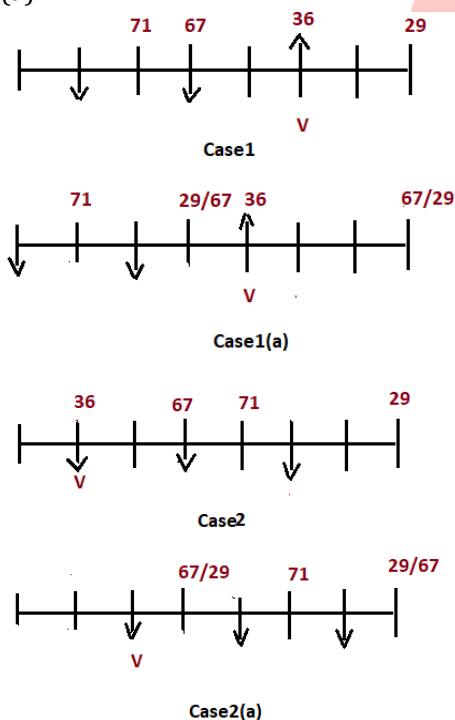 71 67 36 29
V
Case1
71 29/67 36 67/29
V
Case1(a)
36 67 71 29
V
Case2
67/29 71 29/67
V
Case2(a)